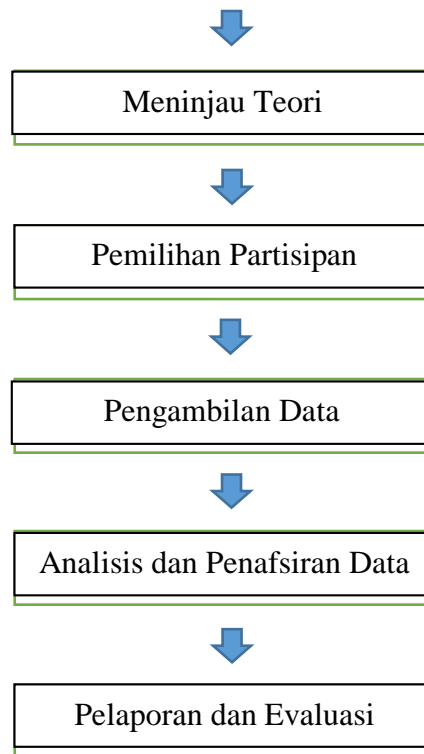 Meninjau Teori
Pemilihan Partisipan
Pengambilan Data
Analisis dan Penafsiran Data
Pelaporan dan Evaluasi